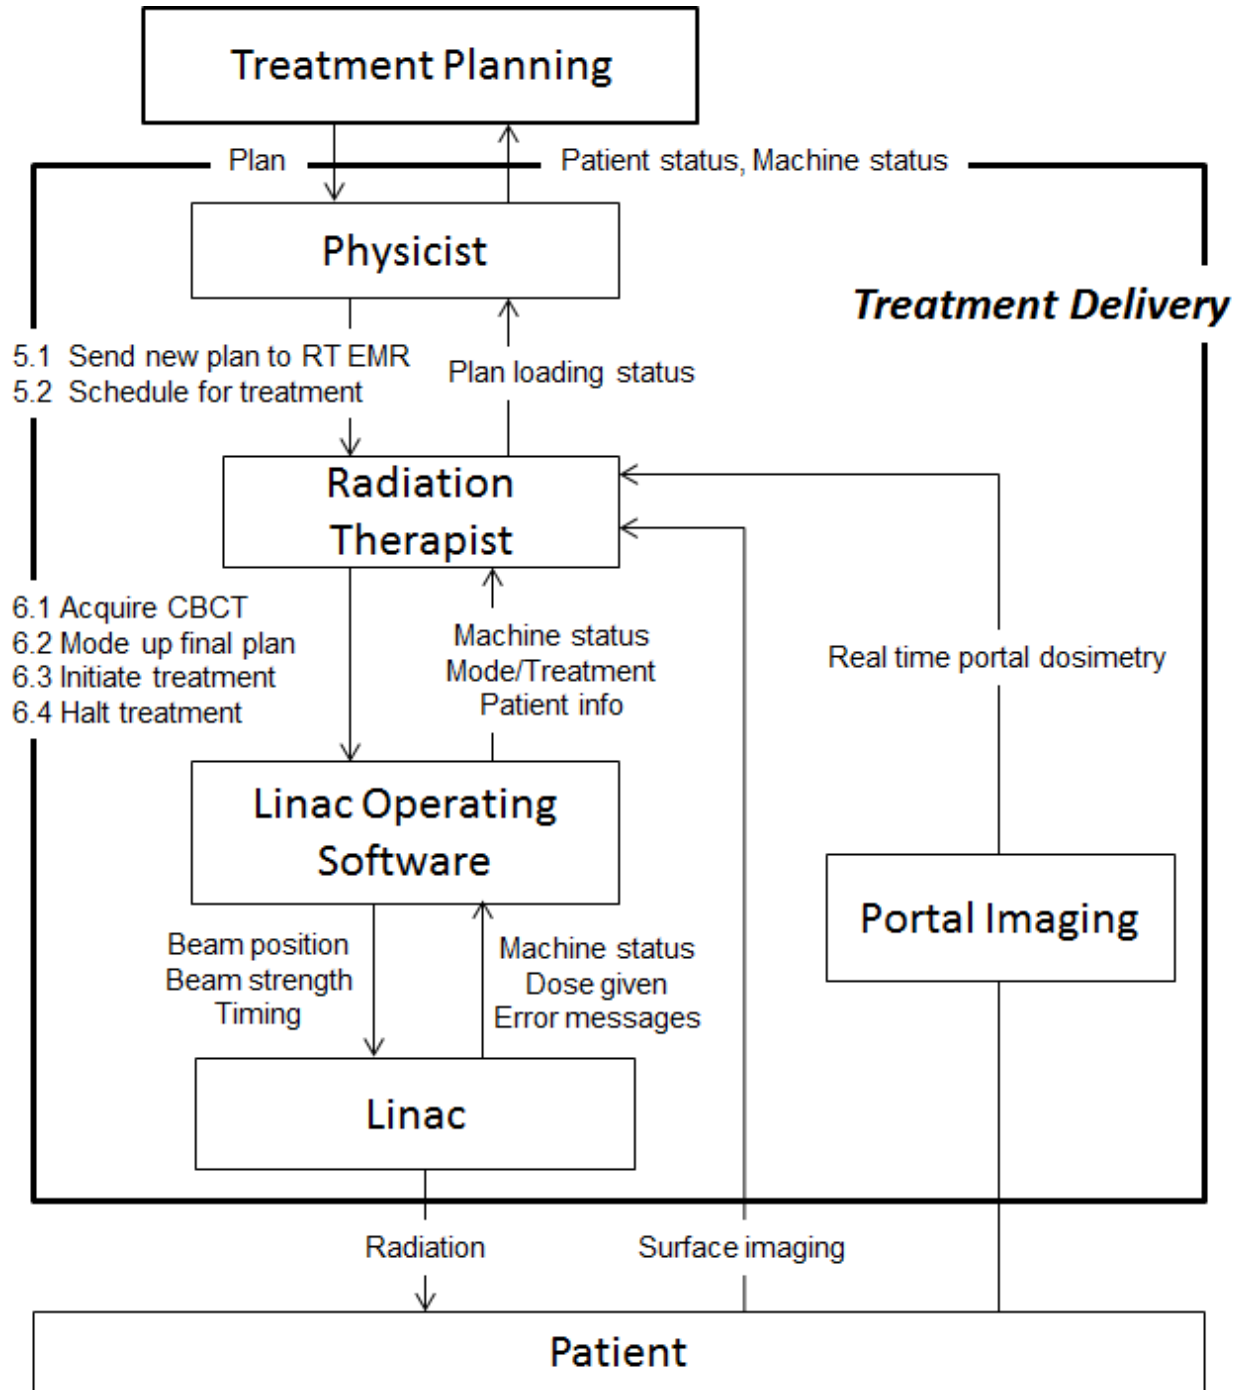 Treatment Planning
Plan
Patient status, Machine status
Physicist
Treatment Delivery
5.1 Send new plan to RT EMR
5.2 Schedule for treatment
Plan loading status
Radiation
Therapist
6.1 Acquire CBCT
6.2 Mode up final plan
6.3 Initiate treatment
6.4 Halt treatment
Machine status
Mode/Treatment
Patient info
Real time portal dosimetry
Linac Operating
Software
Portal Imaging
Beam position
Beam strength
Timing
Machine status
Dose given
Error messages
Linac
Radiation
Surface imaging
Patient